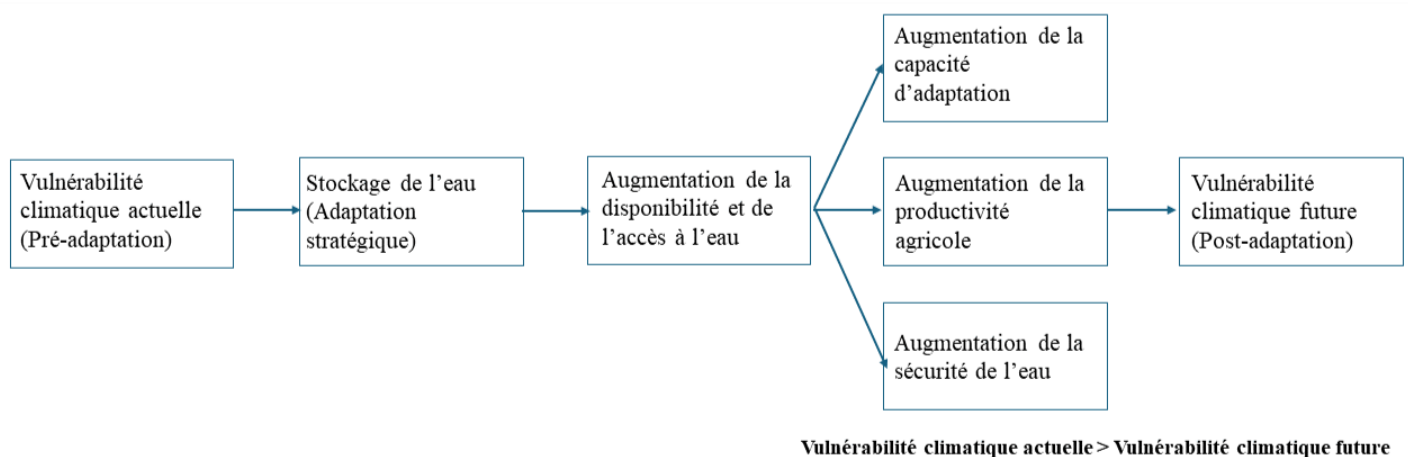 Vulnérabilité
climatique actuelle
(Pré-adaptation)
Stockage de l’eau
(Adaptation
stratégique)
Augmentation de la
disponibilité et de
l’accès à l’eau
Augmentation de la
capacité
d’adaptation
Augmentation de la
productivité
agricole
Augmentation de la
sécurité de l’eau
Vulnérabilité
climatique future
(Post-adaptation)
Vulnérabilité climatique actuelle > Vulnérabilité climatique future